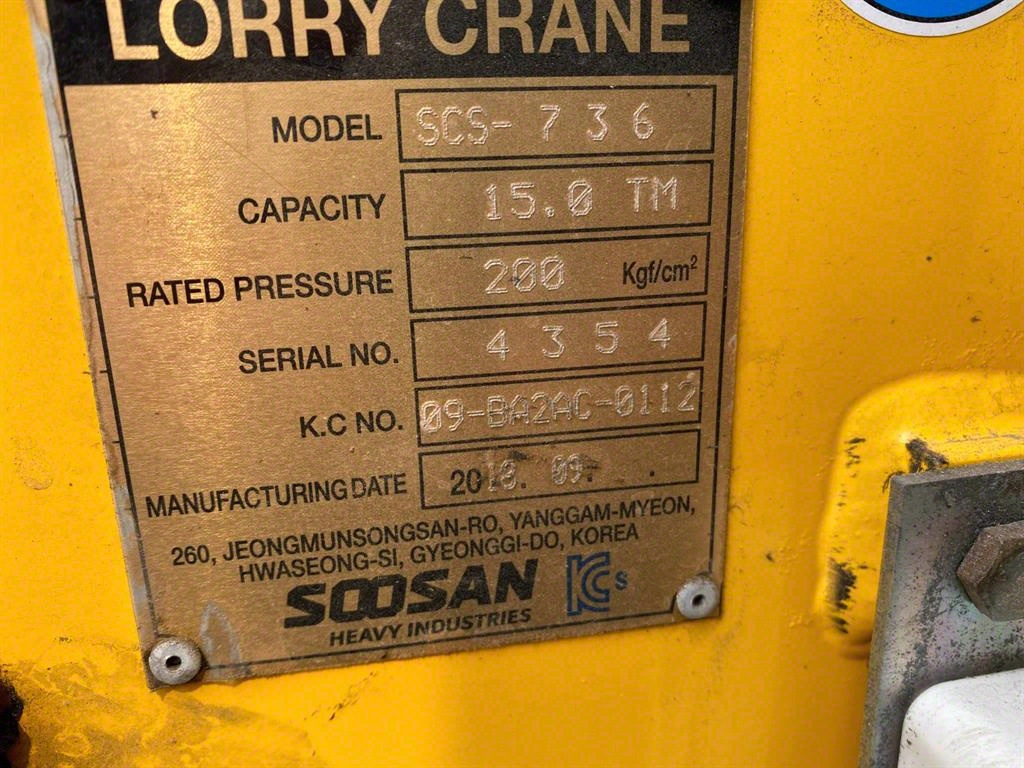 LORRY CRANE
MODEL SCS- 7 3 6
CAPACITY 15.0 TM
RATED PRESSURE 200 Kgf/cm²
SERIAL NO. 4 3 5 4
K.C NO. 09-BA2AC-0112
MANUFACTURING DATE 2018. 09. .
260, JEONGMUNSONGSAN-RO, YANGGAM-MYEON,
HWASEONG-SI, GYEONGGI-DO, KOREA
SOOSAN KCs
HEAVY INDUSTRIES